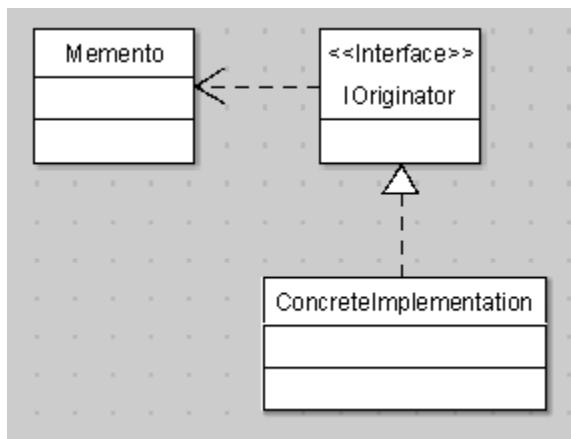 Memento
<<Interface>>
IOriginator
ConcreteImplementation